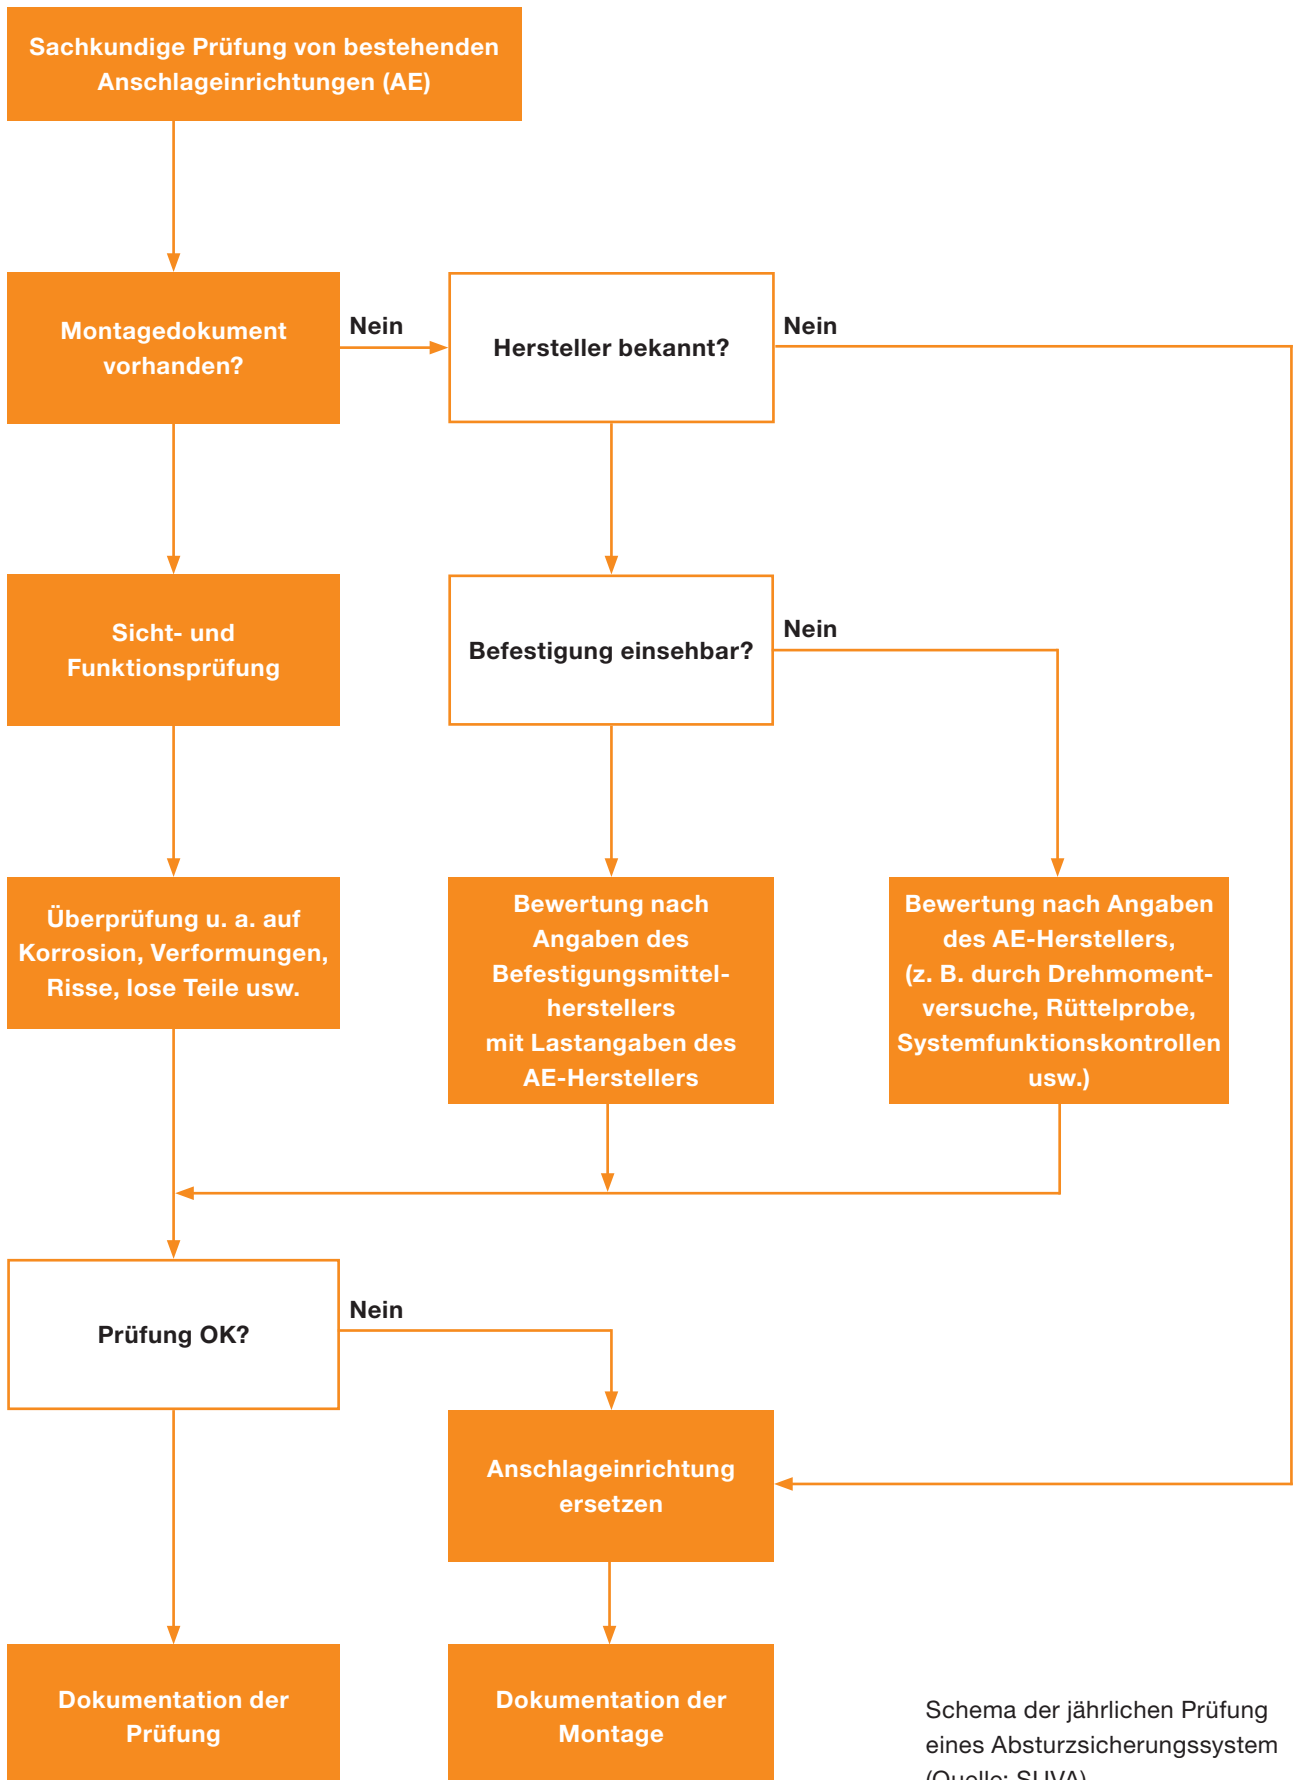 Sachkundige Prüfung von bestehenden
Anschlageinrichtungen (AE)
Montagedokument
vorhanden?
Nein
Hersteller bekannt?
Nein
Sicht- und
Funktionsprüfung
Befestigung einsehbar?
Nein
Überprüfung u. a. auf
Korrosion, Verformungen,
Risse, lose Teile usw.
Bewertung nach
Angaben des
Befestigungsmittel-
herstellers
mit Lastangaben des
AE-Herstellers
Bewertung nach Angaben
des AE-Herstellers,
(z. B. durch Drehmoment-
versuche, Rüttelprobe,
Systemfunktionskontrollen
usw.)
Prüfung OK?
Nein
Anschlageinrichtung
ersetzen
Dokumentation der
Prüfung
Dokumentation der
Montage
Schema der jährlichen Prüfung
eines Absturzsicherungssystem
(Quelle: SUVA)